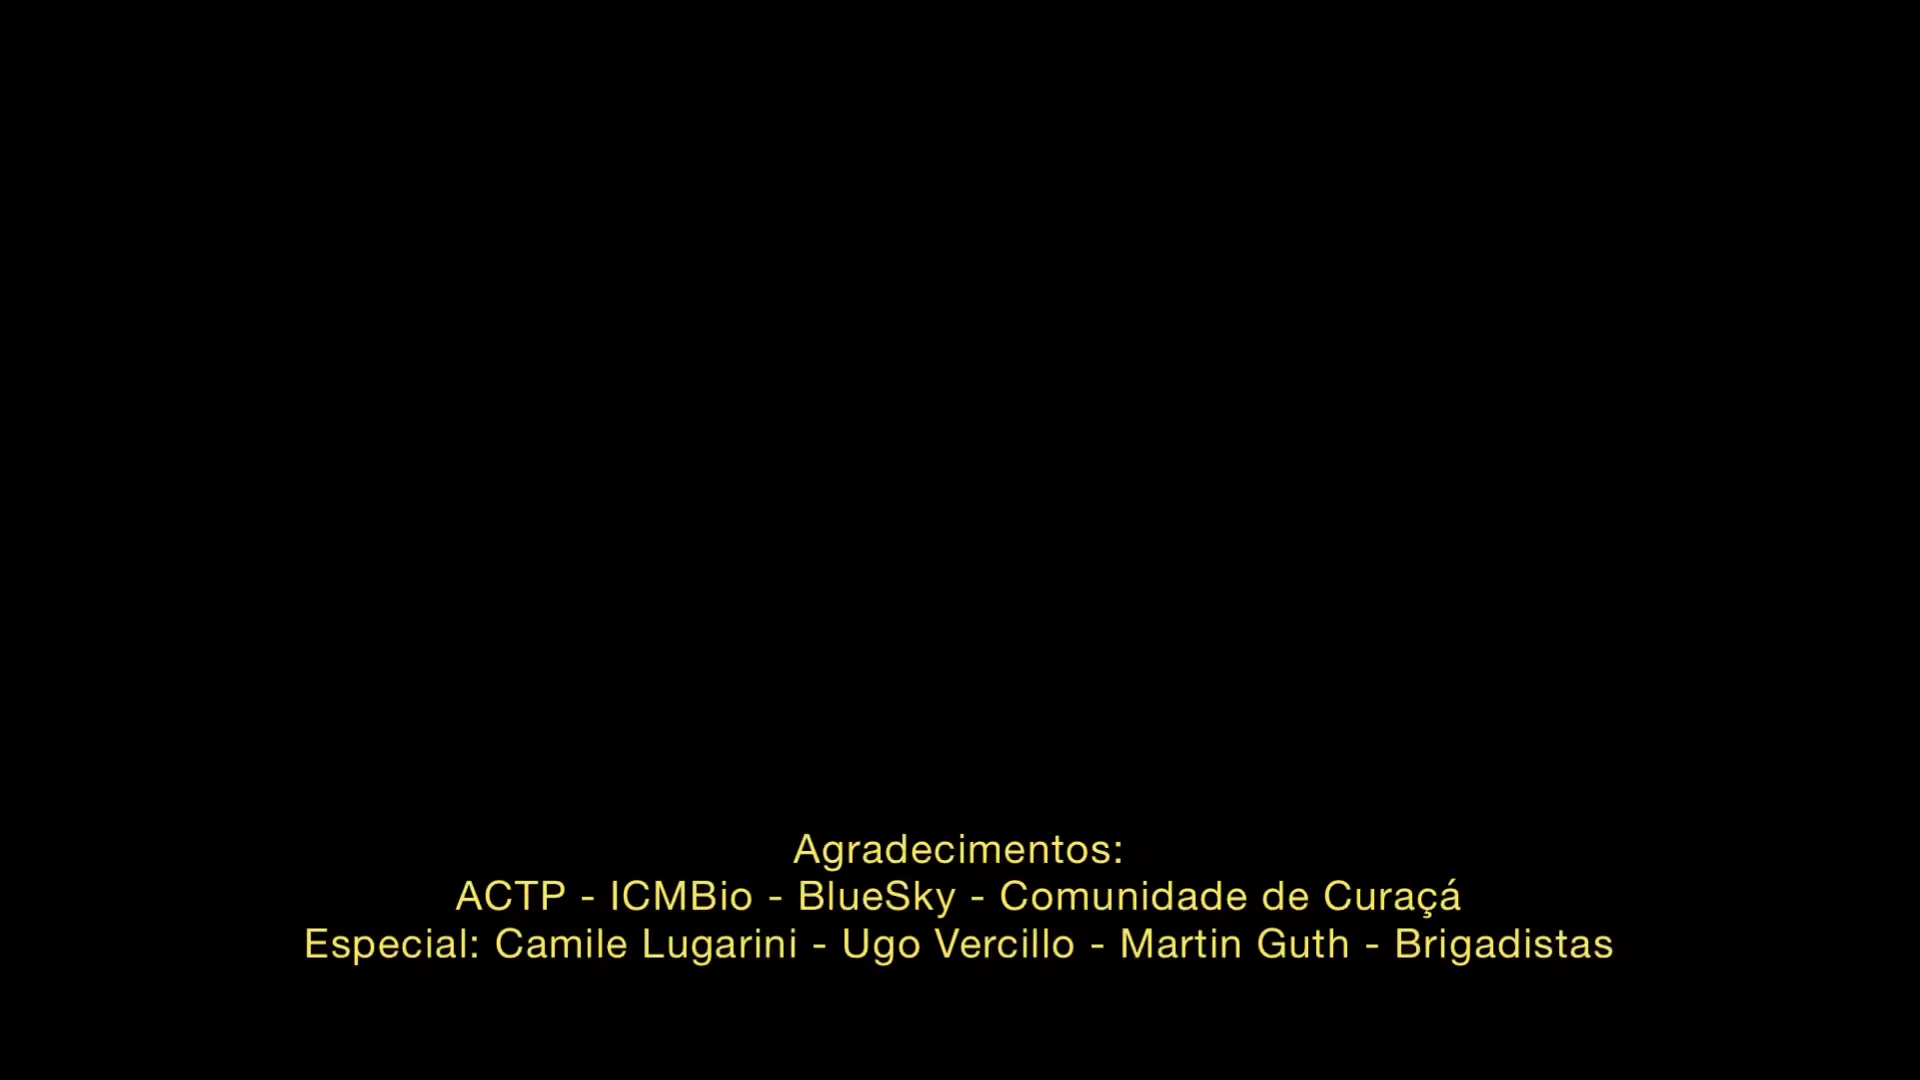 Agradecimentos:
ACTP - ICMBio - BlueSky - Comunidade de Curaçá
Especial: Camile Lugarini - Ugo Vercillo - Martin Guth - Brigadistas